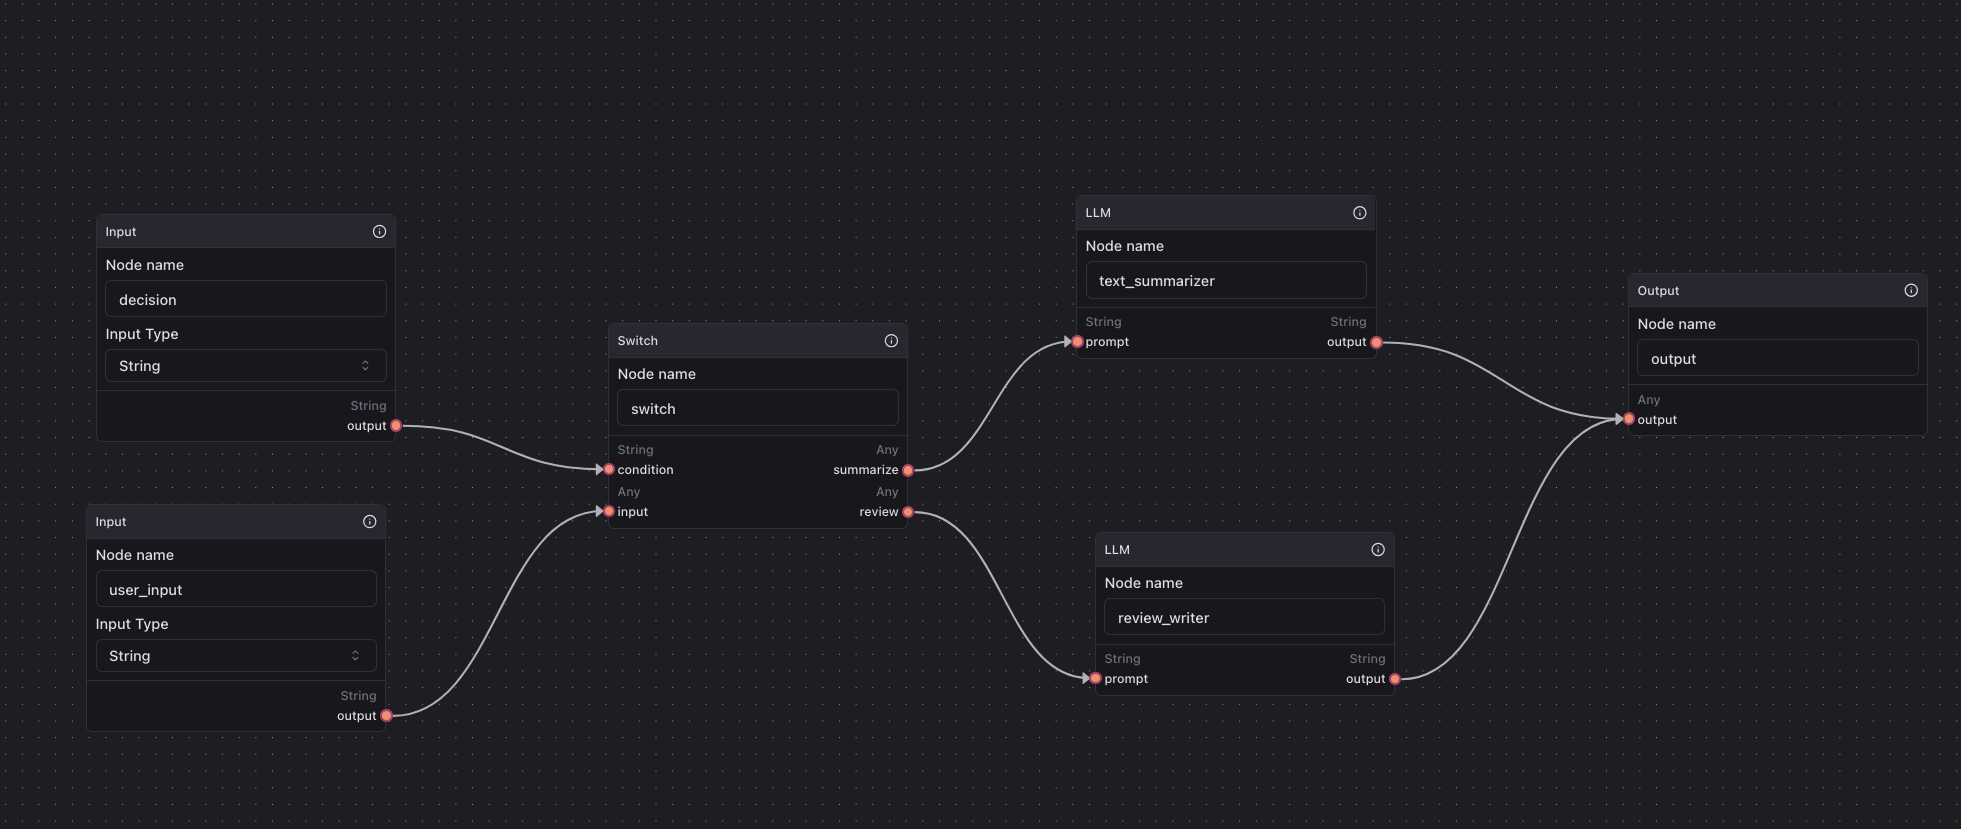 Input
Node name
decision
Input Type
String
String
output
Input
Node name
user_input
Input Type
String
String
output
Switch
Node name
switch
String Any
condition summarize
Any Any
input review
LLM
Node name
text_summarizer
String String
prompt output
LLM
Node name
review_writer
String String
prompt output
Output
Node name
output
Any
output